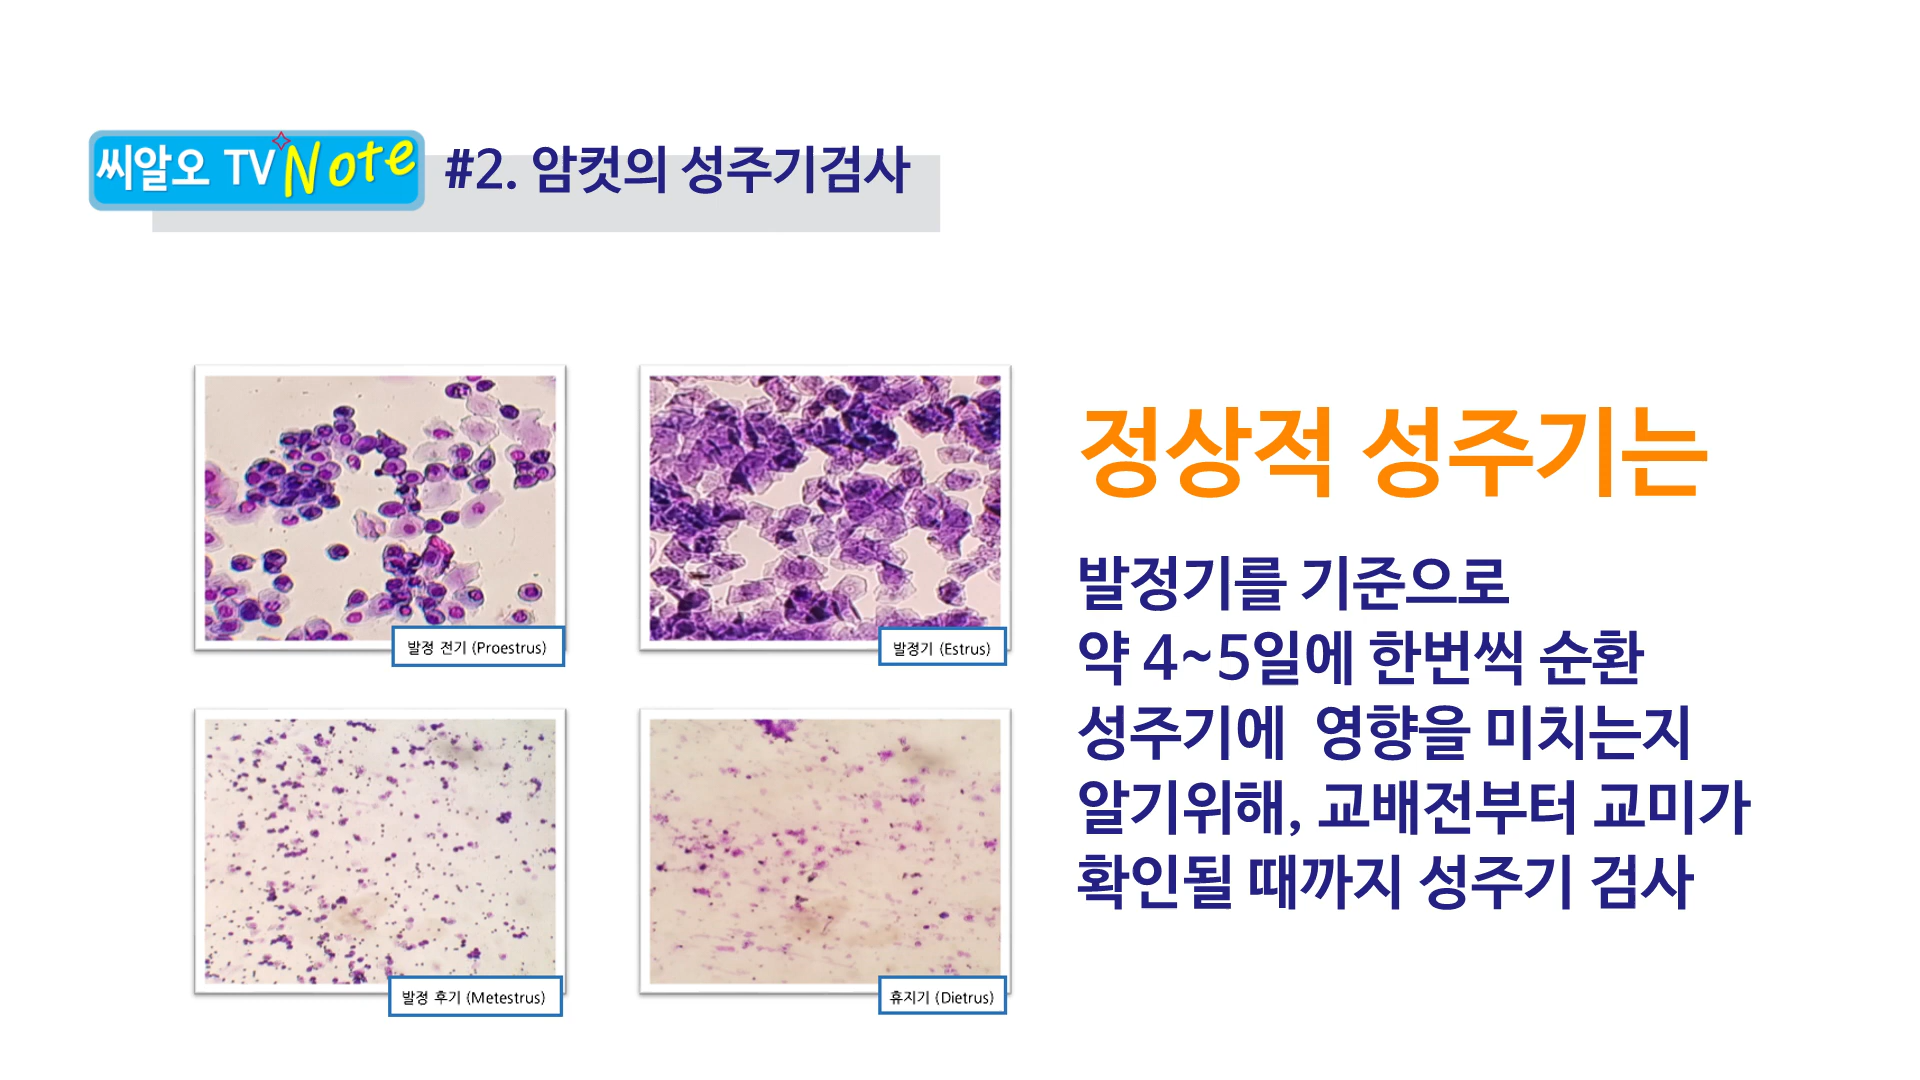 씨알오 TV Note #2. 암컷의 성주기검사
정상적 성주기는
발정기를 기준으로
약 4~5일에 한번씩 순환
성주기에 영향을 미치는지
알기위해, 교배전부터 교미가
확인될 때까지 성주기 검사
발정 전기 (Proestrus)
발정기 (Estrus)
발정 후기 (Metestrus)
휴지기 (Dietrus)